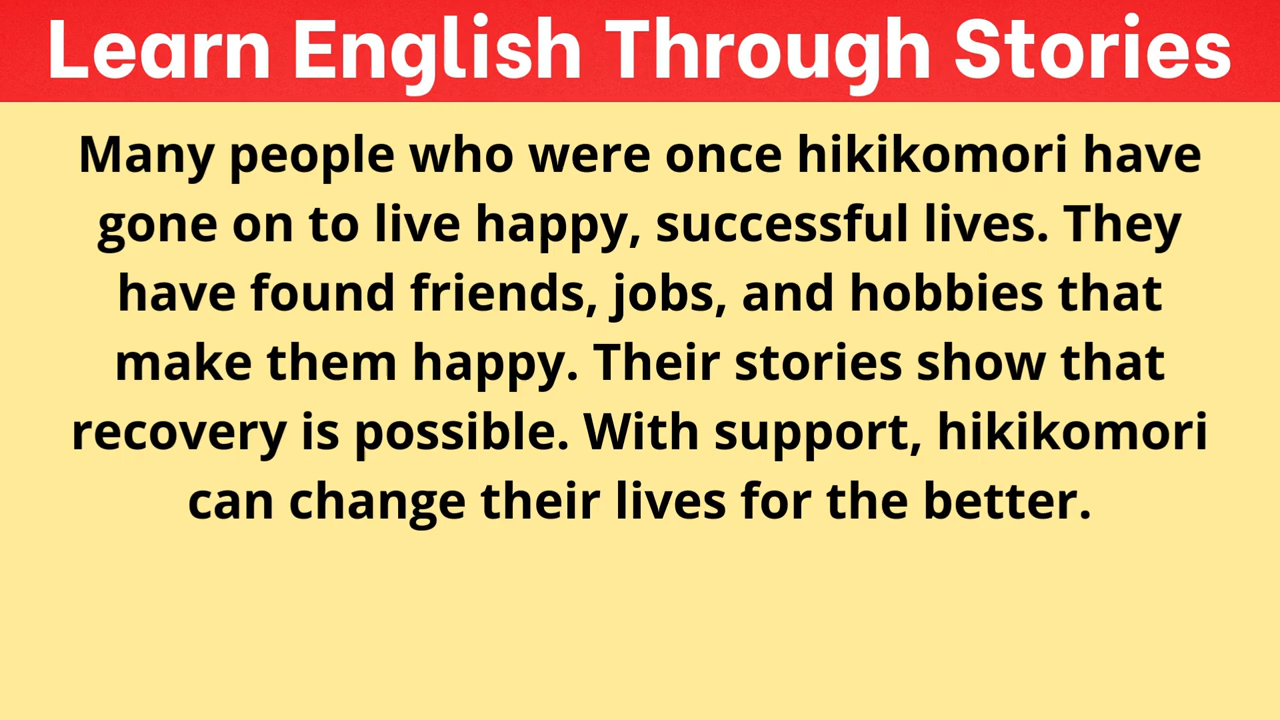 Learn English Through Stories
Many people who were once hikikomori have
gone on to live happy, successful lives. They
have found friends, jobs, and hobbies that
make them happy. Their stories show that
recovery is possible. With support, hikikomori
can change their lives for the better.